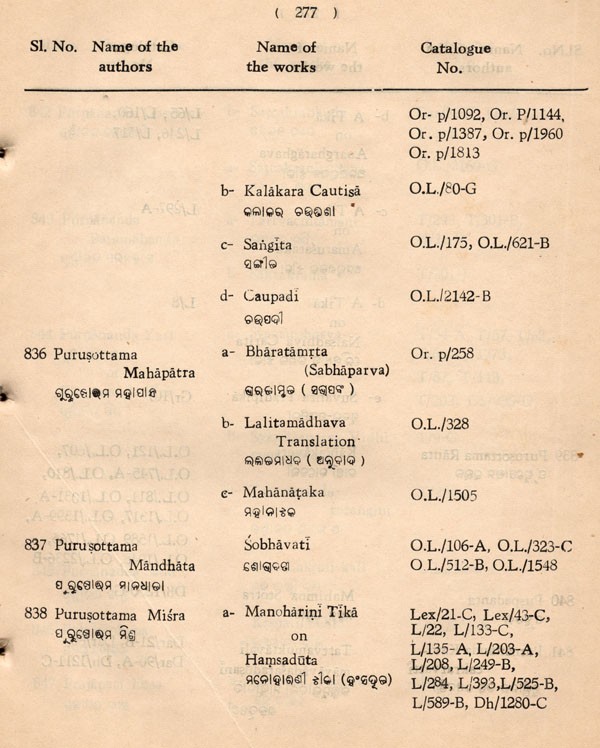 ( 277 )
Sl. No. Name of the authors Name of the works Catalogue No.
Or- p/1092, Or. P/1144,
Or. p/1387, Or. p/1960
Or. p/1813
b- Kalākara Cautisā O.L./80-G
କଳାକର ଚଉତିଶା
c- Saṅgīta O.L./175, O.L./621-B
ସଙ୍ଗୀତ
d- Caupadī O.L./2142-B
ଚଉପଦୀ
836 Puruṣottama a- Bhāratāmṛta Or. p/258
Mahāpātra (Sabhāparva)
ପୁରୁଷୋତ୍ତମ ମହାପାତ୍ର ଭାରତାମୃତ ( ସଭାପର୍ବ )
b- Lalitamādhava O.L./328
Translation
ଲଳିତମାଧବ ( ଅନୁବାଦ )
c- Mahānāṭaka O.L./1505
ମହାନାଟକ
837 Puruṣottama Śobhāvatī O.L./106-A, O.L./323-C
Māndhāta ଶୋଭାବତୀ O.L./512-B, O.L./1548
ପୁରୁଷୋତ୍ତମ ମାନଧାତା
838 Puruṣottama Miśra a- Manohāriṇī Tikā Lex/21-C, Lex/43-C,
ପୁରୁଷୋତ୍ତମ ମିଶ୍ର on L/22, L/133-C,
L/135-A, L/203-A,
Haṃsadūta L/208, L/249-B,
ମନୋହାରିଣୀ ଟୀକା (ହଂସଦୂତ) L/284, L/393,L/525-B,
L/589-B, Dh/1280-C